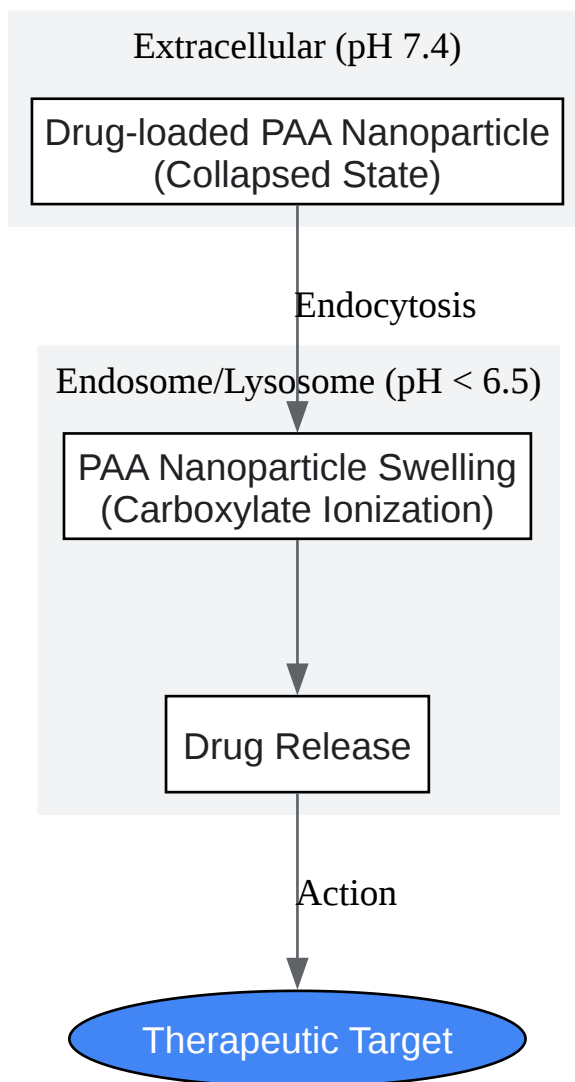 Extracellular (pH 7.4)
Drug-loaded PAA Nanoparticle
(Collapsed State)
Endocytosis
Endosome/Lysosome (pH < 6.5)
PAA Nanoparticle Swelling
(Carboxylate Ionization)
Drug Release
Action
Therapeutic Target